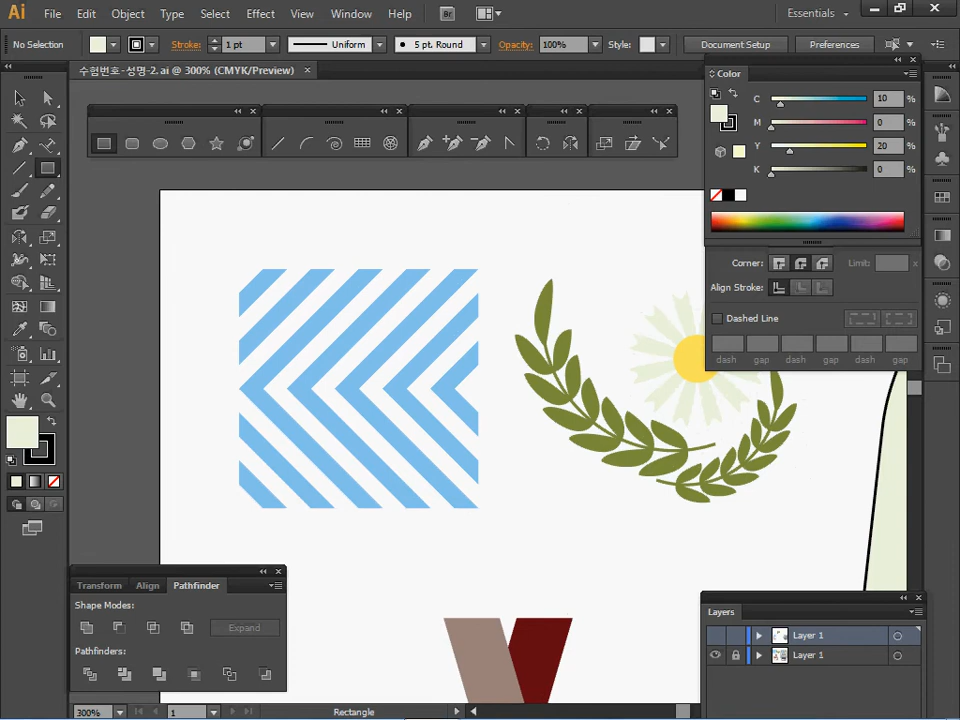 Ai File Edit Object Type Select Effect View Window Help Br Essentials
No Selection Stroke: 1 pt Uniform 5 pt. Round Opacity: 100% Style: Document Setup Preferences
수험번호-성명-2.ai @ 300% (CMYK/Preview)
Color
C 10 %
M 0 %
Y 20 %
K 0 %
Corner: Limit: x
Align Stroke:
Dashed Line
dash gap dash gap dash gap
Transform Align Pathfinder
Shape Modes:
Expand
Pathfinders:
Layers
Layer 1
Layer 1
300% 1 Rectangle